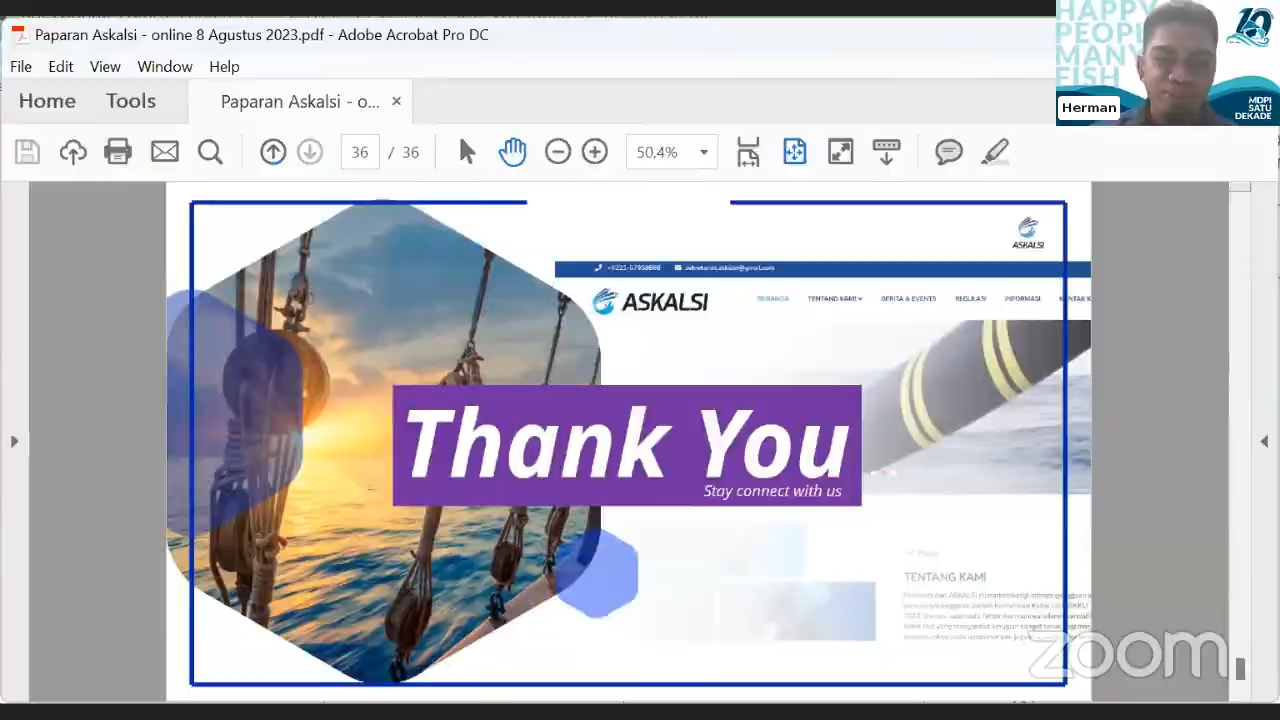 Paparan Askalsi - online 8 Agustus 2023.pdf - Adobe Acrobat Pro DC
File Edit View Window Help
Home Tools Paparan Askalsi - o... ×
36 / 36 50,4%
HAPPY
PEOPL
MANY
FISH
10
MDPI
SATU
DEKADE
Herman
ASKALSI
ASKALSI
BERANDA TENTANG KAMI BERITA & EVENTS REGULASI INFORMASI
Thank You
Stay connect with us
TENTANG KAMI
zoom